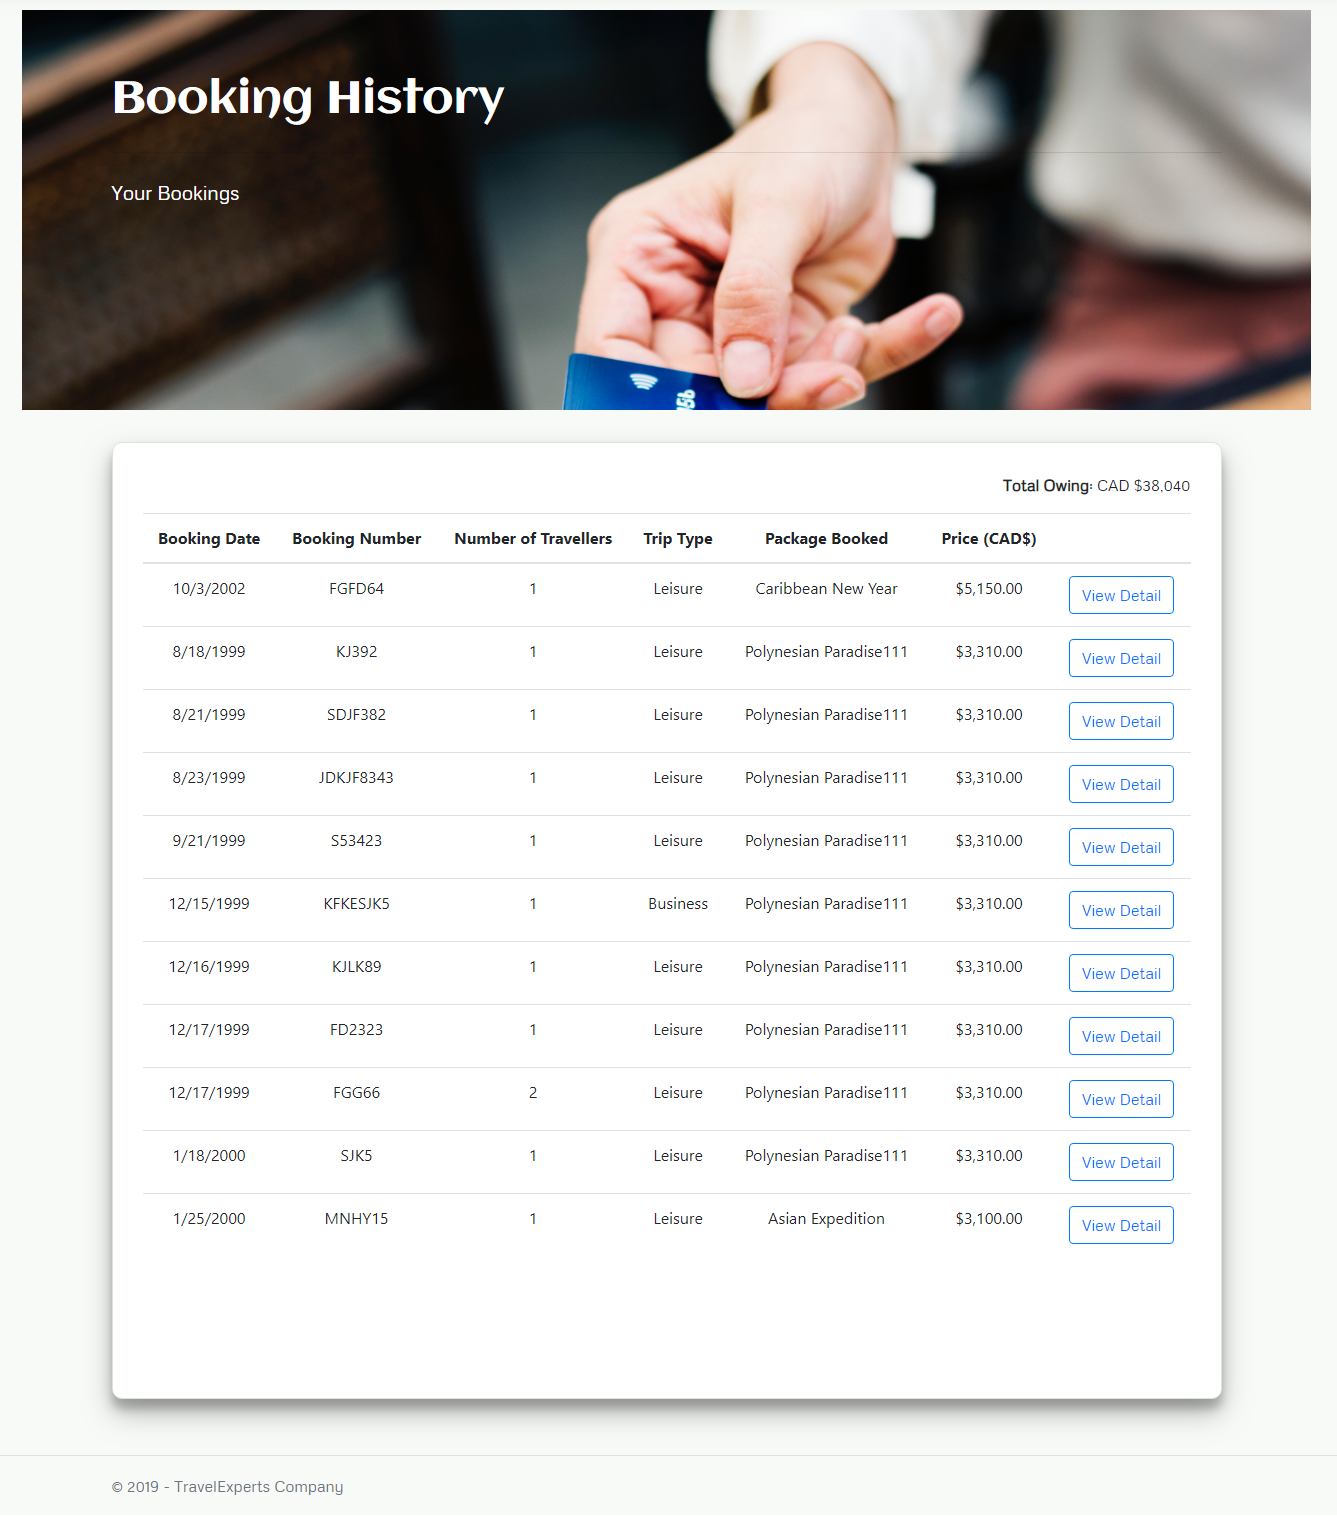 Booking History
Your Bookings
Total Owing: CAD $38,040
Booking Date Booking Number Number of Travellers Trip Type Package Booked Price (CAD$)
10/3/2002 FGFD64 1 Leisure Caribbean New Year $5,150.00 View Detail
8/18/1999 KJ392 1 Leisure Polynesian Paradise111 $3,310.00 View Detail
8/21/1999 SDJF382 1 Leisure Polynesian Paradise111 $3,310.00 View Detail
8/23/1999 JDKJF8343 1 Leisure Polynesian Paradise111 $3,310.00 View Detail
9/21/1999 S53423 1 Leisure Polynesian Paradise111 $3,310.00 View Detail
12/15/1999 KFKESJK5 1 Business Polynesian Paradise111 $3,310.00 View Detail
12/16/1999 KJLK89 1 Leisure Polynesian Paradise111 $3,310.00 View Detail
12/17/1999 FD2323 1 Leisure Polynesian Paradise111 $3,310.00 View Detail
12/17/1999 FGG66 2 Leisure Polynesian Paradise111 $3,310.00 View Detail
1/18/2000 SJK5 1 Leisure Polynesian Paradise111 $3,310.00 View Detail
1/25/2000 MNHY15 1 Leisure Asian Expedition $3,100.00 View Detail
© 2019 - TravelExperts Company